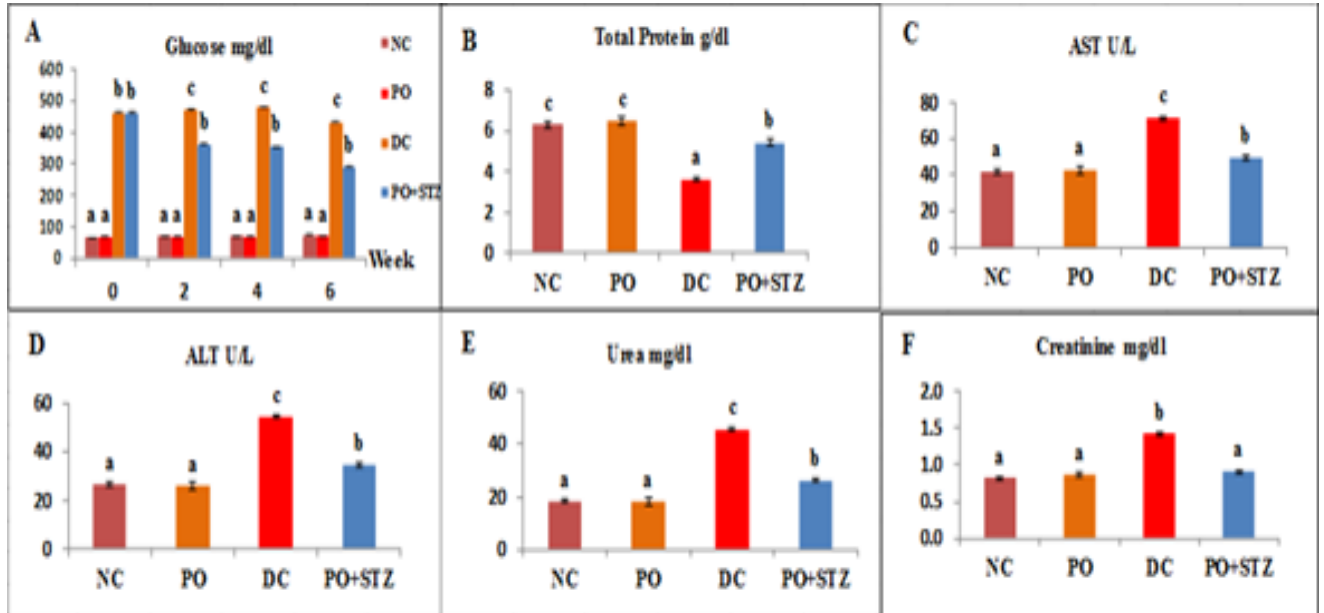 A
Glucose mg/dl
NC
PO
DC
PO+STZ
600
500
400
300
200
100
0
b b
c
b
c
b
c
b
a a
a a
a a
a a
0 2 4 6
Week
B
Total Protein g/dl
8
6
4
2
0
c
c
a
b
NC PO DC PO+STZ
C
AST U/L
80
60
40
20
0
a
a
c
b
NC PO DC PO+STZ
D
ALT U/L
60
40
20
0
a
a
c
b
NC PO DC PO+STZ
E
Urea mg/dl
60
40
20
0
a
a
c
b
NC PO DC PO+STZ
F
Creatinine mg/dl
2.0
1.5
1.0
0.5
0.0
a
a
b
a
NC PO DC PO+STZ